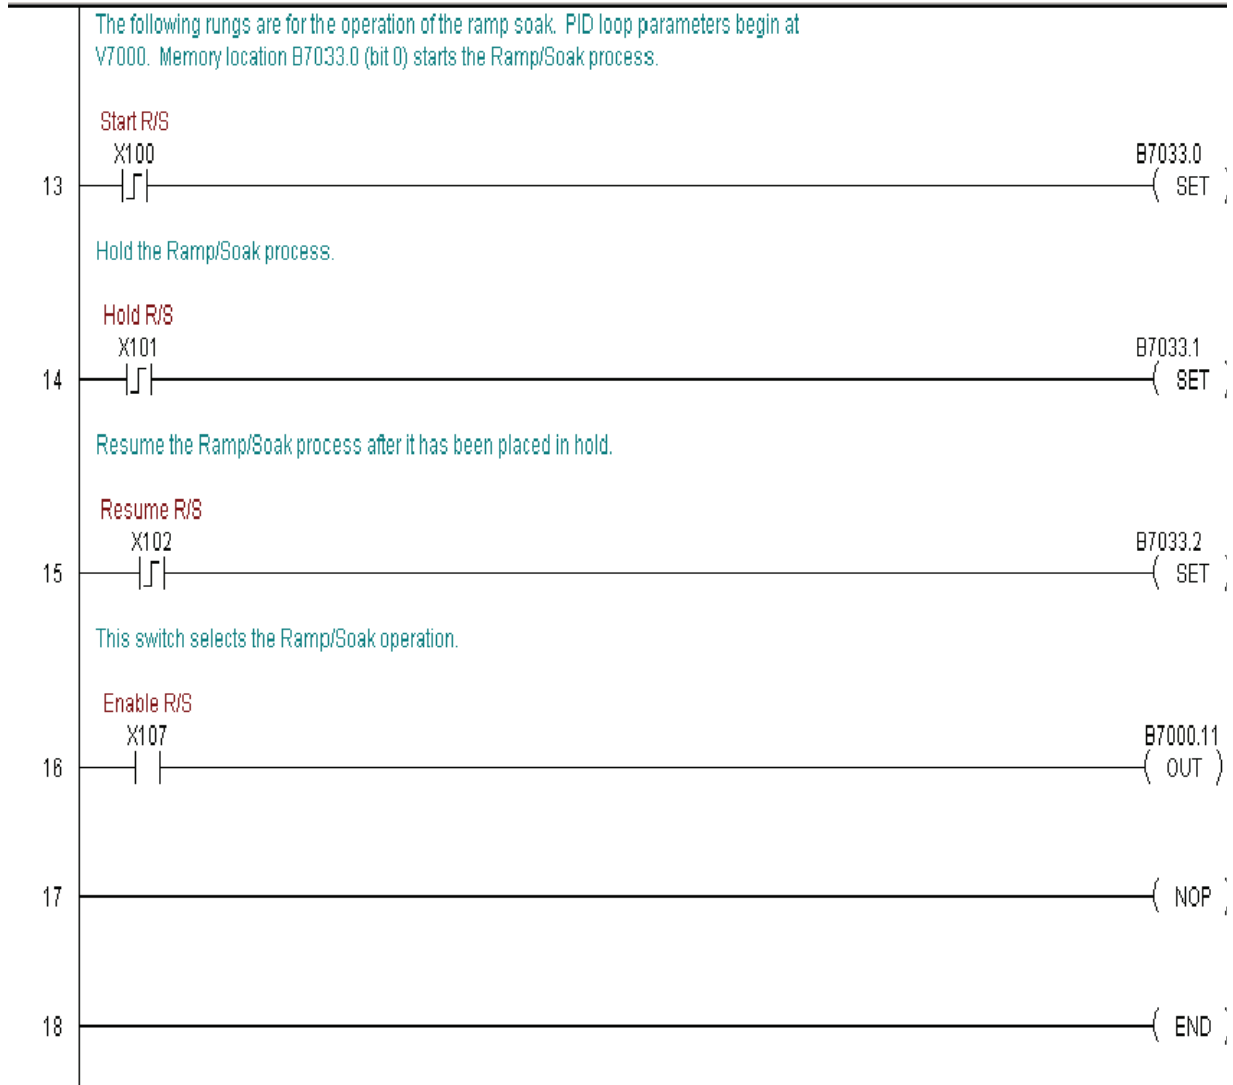 The following rungs are for the operation of the ramp soak. PID loop parameters begin at
V7000. Memory location B7033.0 (bit 0) starts the Ramp/Soak process.
Start R/S
X100
B7033.0
13
SET
Hold the Ramp/Soak process.
Hold R/S
X101
B7033.1
14
SET
Resume the Ramp/Soak process after it has been placed in hold.
Resume R/S
X102
B7033.2
15
SET
This switch selects the Ramp/Soak operation.
Enable R/S
X107
B7000.11
16
OUT
17
NOP
18
END